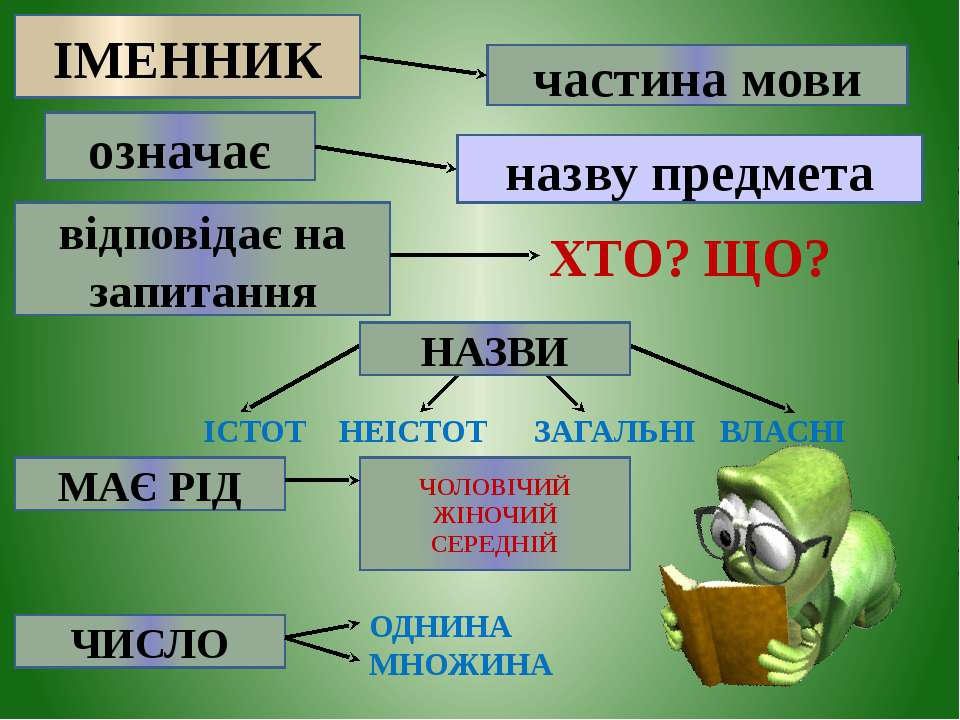 ІМЕННИК
частина мови
означає
назву предмета
відповідає на
запитання
ХТО? ЩО?
НАЗВИ
ІСТОТ НЕІСТОТ ЗАГАЛЬНІ ВЛАСНІ
МАЄ РІД
ЧОЛОВІЧИЙ
ЖІНОЧИЙ
СЕРЕДНІЙ
ЧИСЛО
ОДНИНА
МНОЖИНА